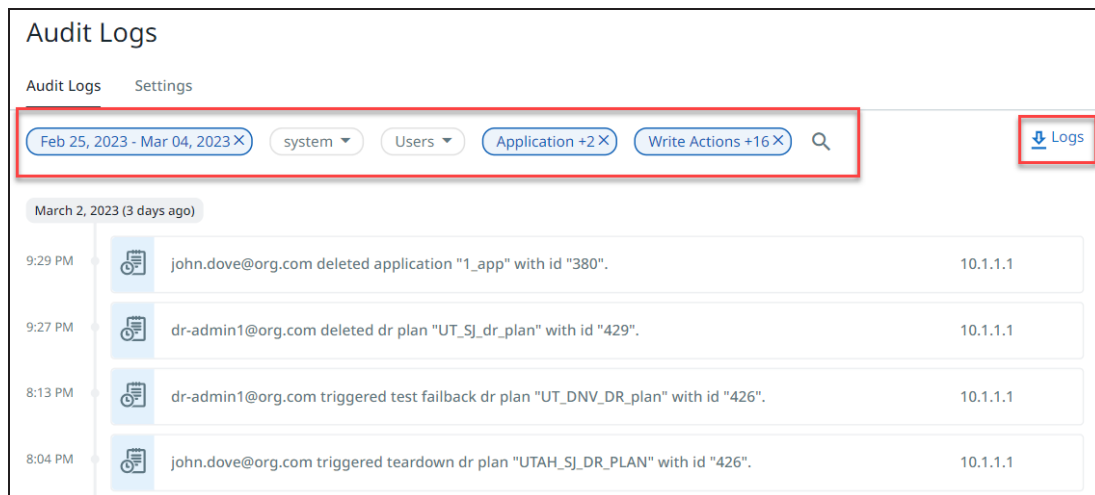 Audit Logs
Audit Logs Settings
Feb 25, 2023 - Mar 04, 2023 system Users Application +2 Write Actions +16 Logs
March 2, 2023 (3 days ago)
9:29 PM john.dove@org.com deleted application "1_app" with id "380". 10.1.1.1
9:27 PM dr-admin1@org.com deleted dr plan "UT_SJ_dr_plan" with id "429". 10.1.1.1
8:13 PM dr-admin1@org.com triggered test failback dr plan "UT_DNV_DR_plan" with id "426". 10.1.1.1
8:04 PM john.dove@org.com triggered teardown dr plan "UTAH_SJ_DR_PLAN" with id "426". 10.1.1.1